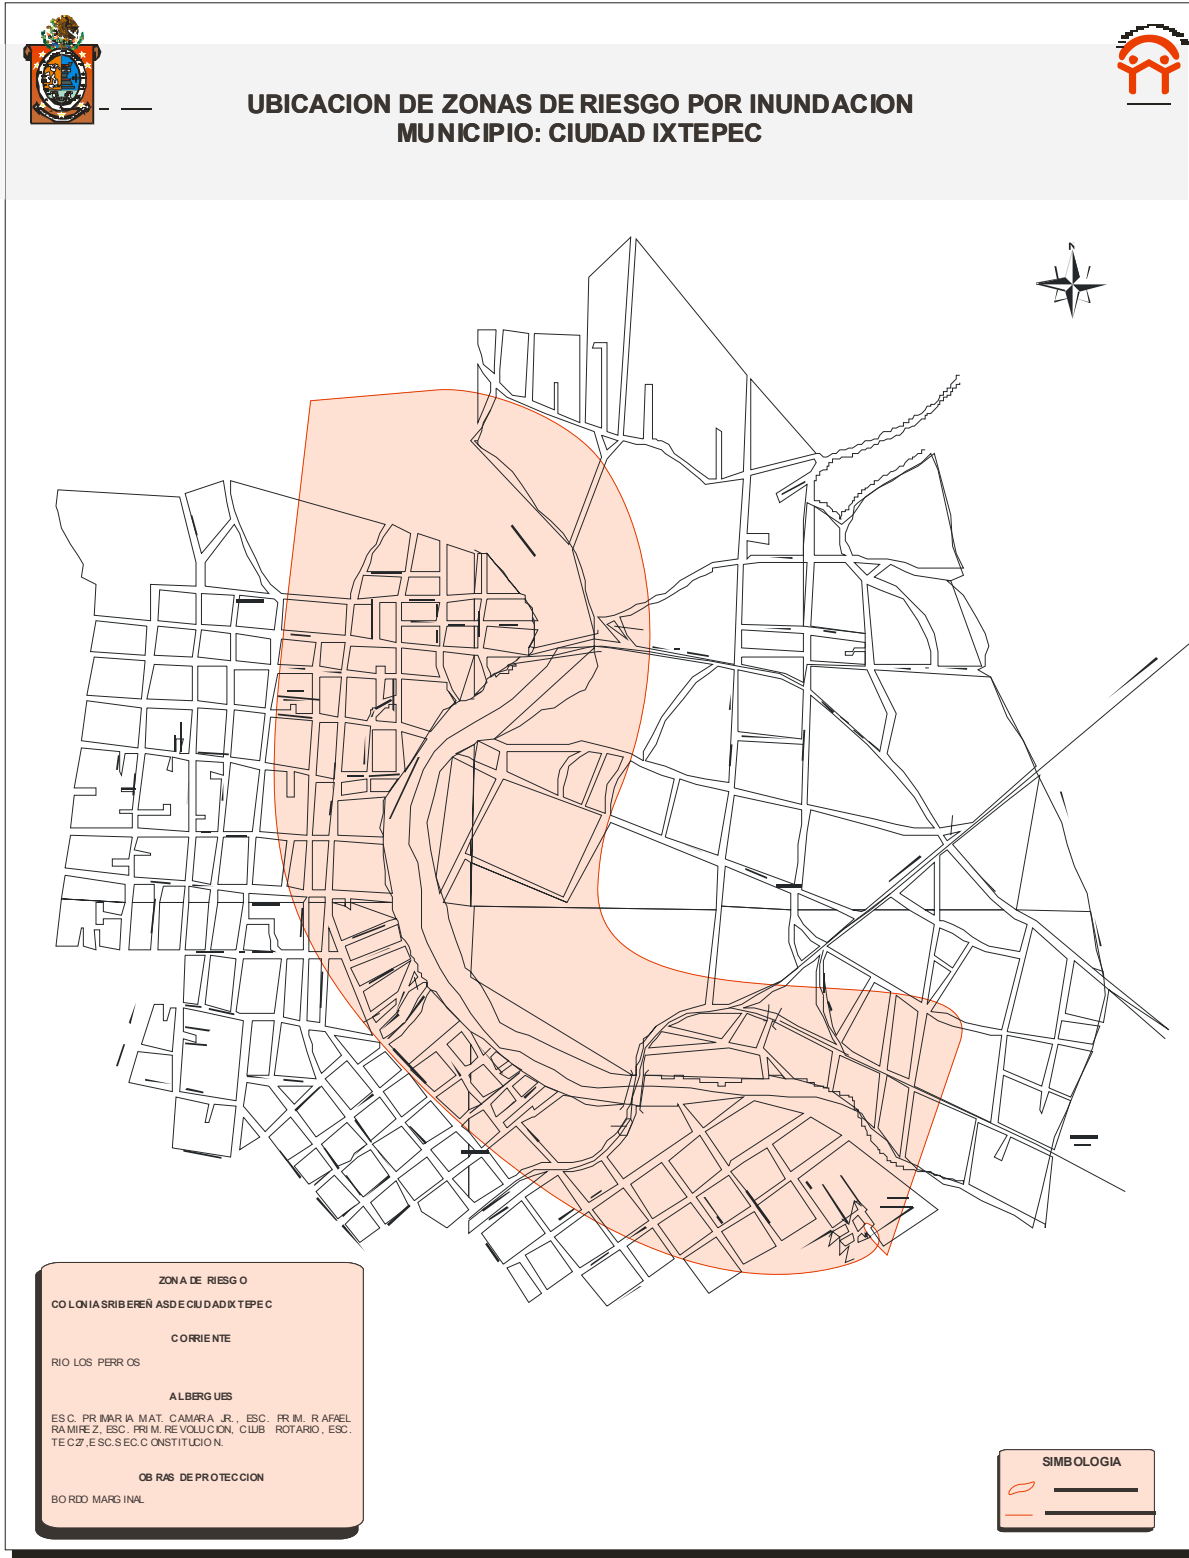 UBICACION DE ZONAS DE RIESGO POR INUNDACION
MUNICIPIO: CIUDAD IXTEPEC
N
ZONA DE RIESGO
COLONIAS RIBEREÑAS DE CIUDAD IXTEPEC
CORRIENTE
RIO LOS PERROS
ALBERGUES
ESC. PRIMARIA MAT. CAMARA JR., ESC. PRIM. RAFAEL
RAMIREZ, ESC. PRIM. REVOLUCION, CLUB ROTARIO, ESC.
TEC 27, ESC. SEC. CONSTITUCION.
OBRAS DE PROTECCION
BORDO MARGINAL
SIMBOLOGIA